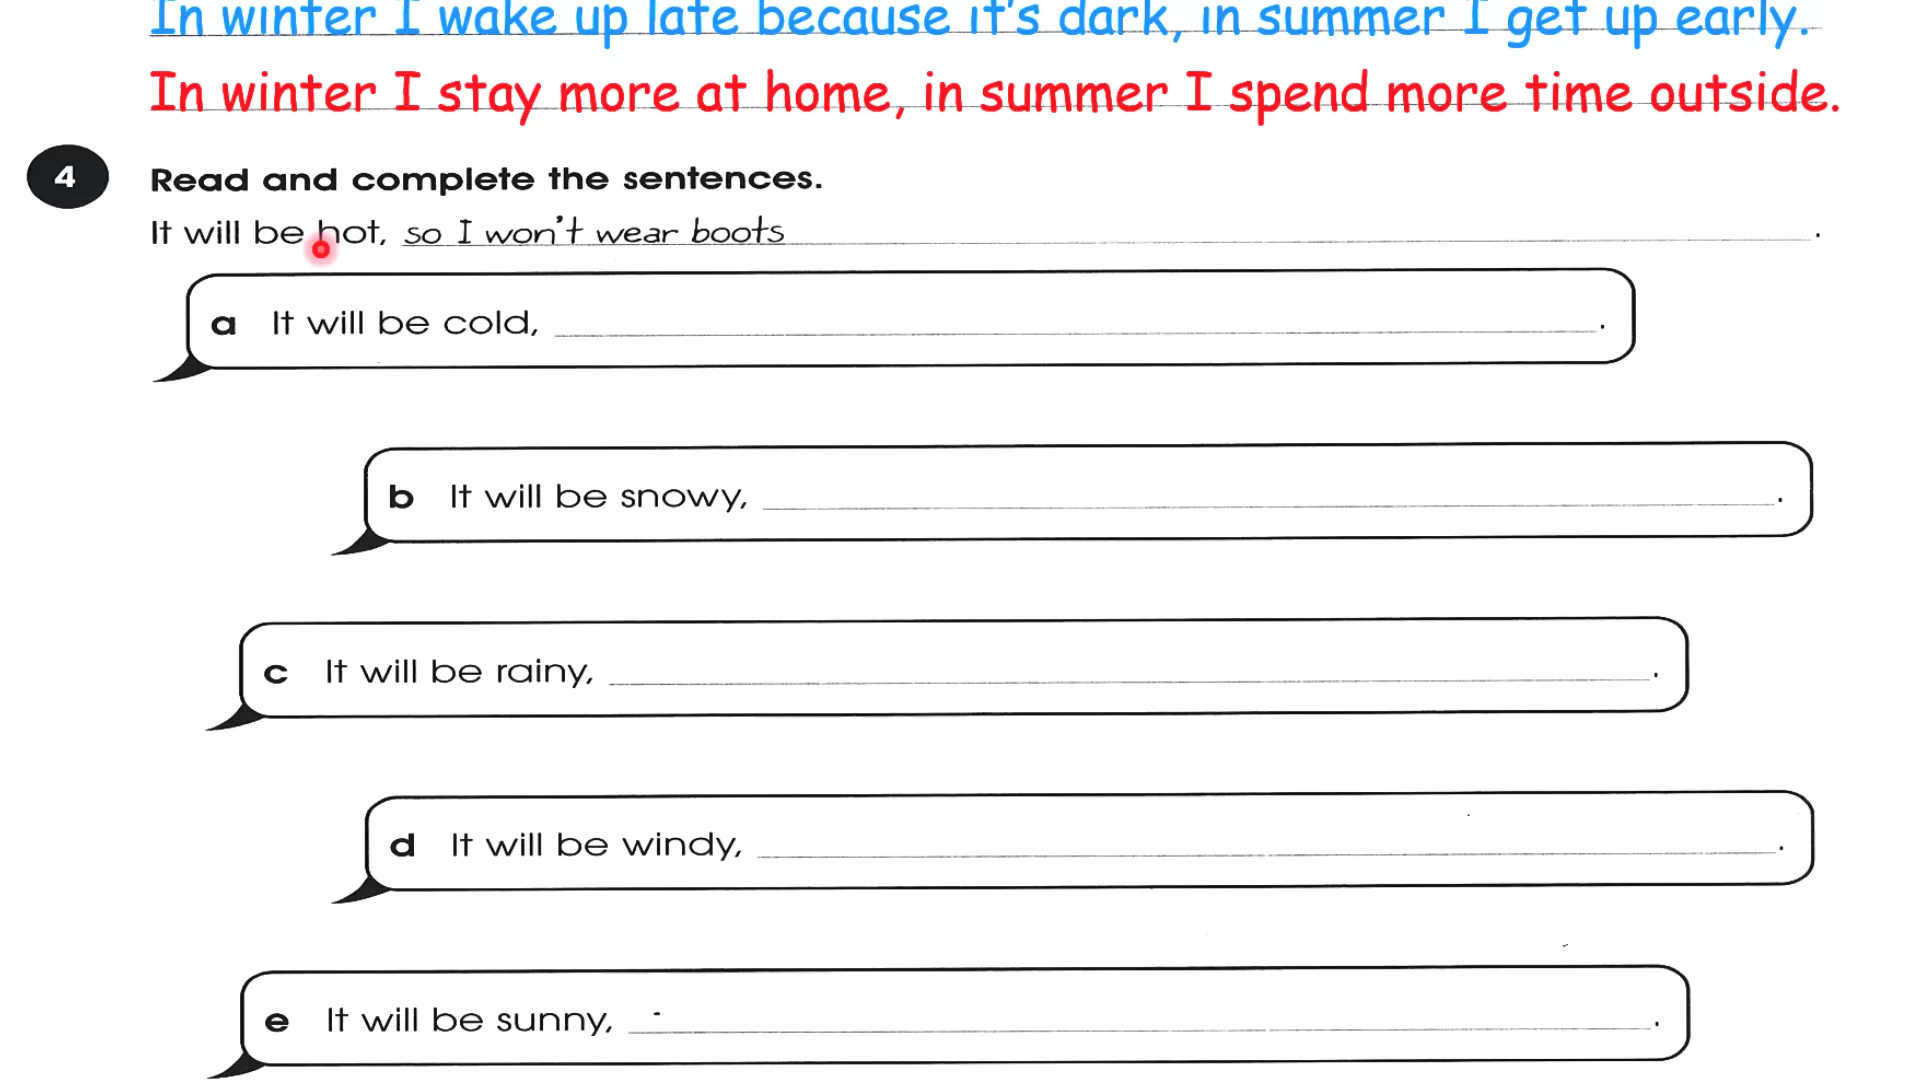 In winter I wake up late because it's dark, in summer I get up early.
In winter I stay more at home, in summer I spend more time outside.
4 Read and complete the sentences.
It will be hot, so I won't wear boots.
a It will be cold, .
b It will be snowy, .
c It will be rainy, .
d It will be windy, .
e It will be sunny, .